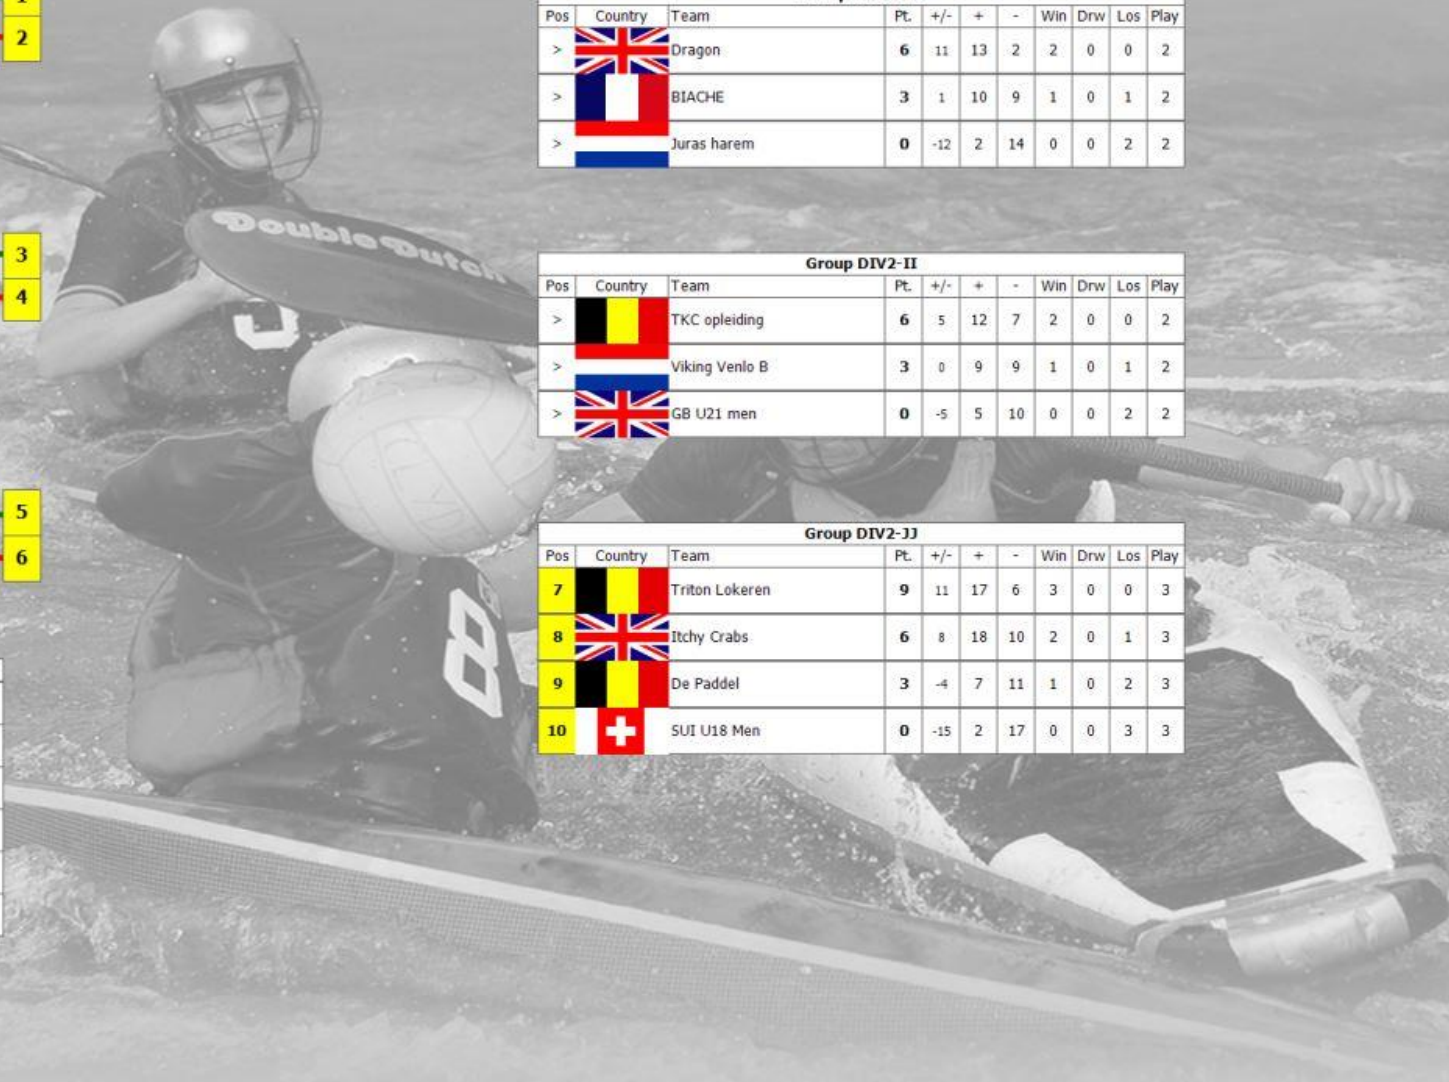 1
2
Pos Country Team Pt. +/- + - Win Drw Los Play
> Dragon 6 11 13 2 2 0 0 2
> BIACHE 3 1 10 9 1 0 1 2
> Juras harem 0 -12 2 14 0 0 2 2
3
4
Double Dutch
Group DIV2-II
Pos Country Team Pt. +/- + - Win Drw Los Play
> TKC opleiding 6 5 12 7 2 0 0 2
> Viking Venlo B 3 0 9 9 1 0 1 2
> GB U21 men 0 -5 5 10 0 0 2 2
5
6
Group DIV2-JJ
Pos Country Team Pt. +/- + - Win Drw Los Play
7 Triton Lokeren 9 11 17 6 3 0 0 3
8 Itchy Crabs 6 8 18 10 2 0 1 3
9 De Paddel 3 -4 7 11 1 0 2 3
10 SUI U18 Men 0 -15 2 17 0 0 3 3
8